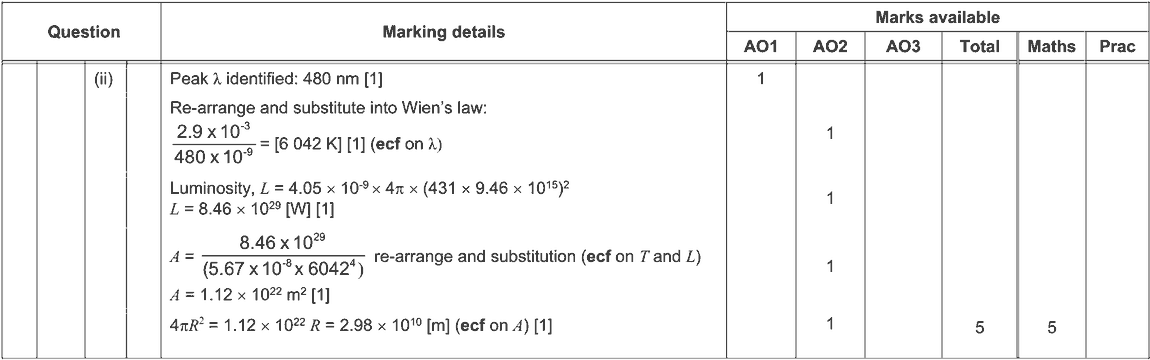 Question Marking details Marks available
AO1 AO2 AO3 Total Maths Prac
(ii) Peak λ identified: 480 nm [1] 1
Re-arrange and substitute into Wien's law:
2.9 x 10⁻³ / 480 x 10⁻⁹ = [6 042 K] [1] (ecf on λ) 1
Luminosity, L = 4.05 × 10⁻⁹ × 4π × (431 × 9.46 × 10¹⁵)²
L = 8.46 × 10²⁹ [W] [1] 1
A = 8.46 x 10²⁹ / (5.67 x 10⁻⁸ x 6042⁴) re-arrange and substitution (ecf on T and L) 1
A = 1.12 × 10²² m² [1]
4πR² = 1.12 × 10²² R = 2.98 × 10¹⁰ [m] (ecf on A) [1] 1 5 5